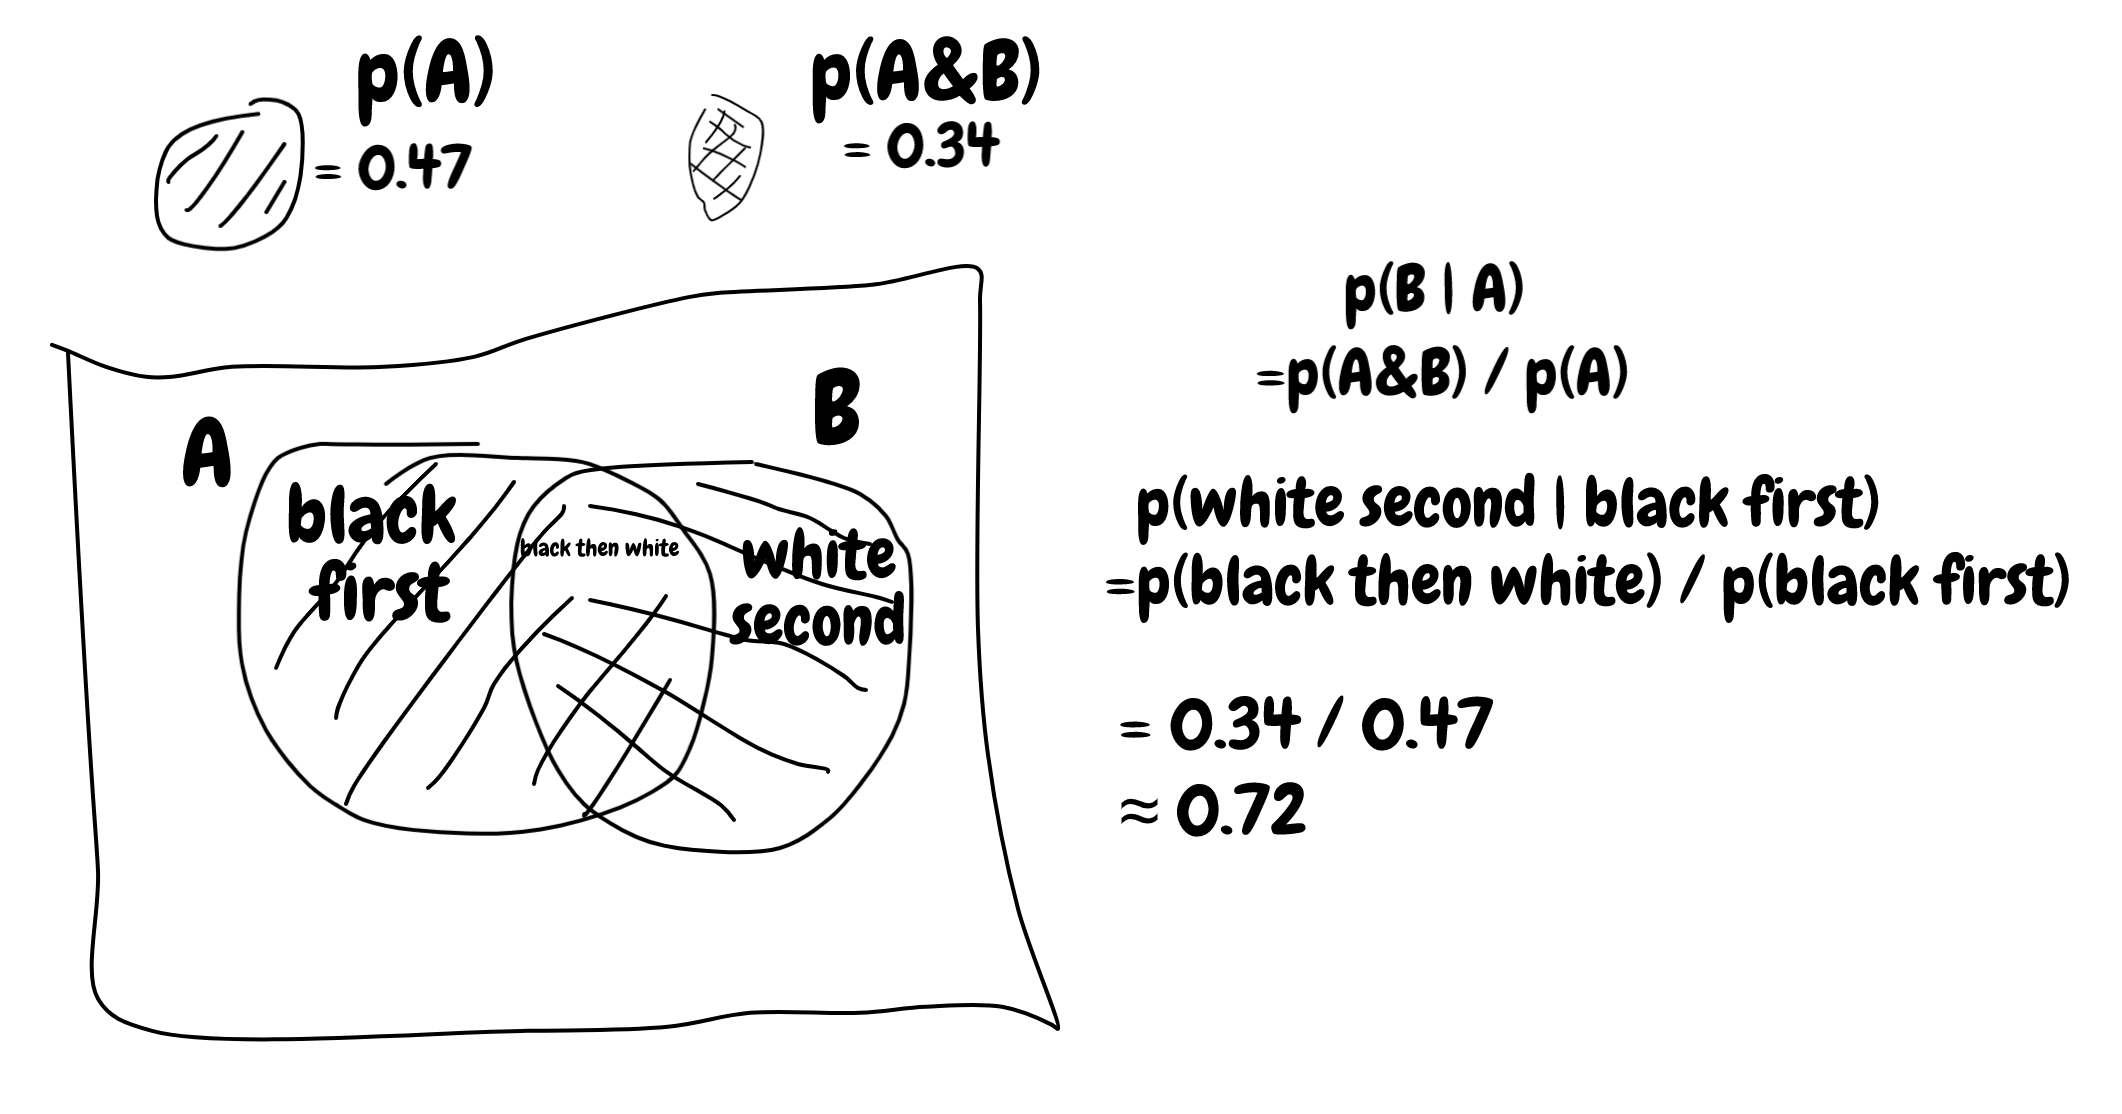 p(A)
= 0.47
p(A&B)
= 0.34
A
B
black
first
black then white
white
second
p(B | A)
=p(A&B) / p(A)
p(white second | black first)
=p(black then white) / p(black first)
= 0.34 / 0.47
≈ 0.72